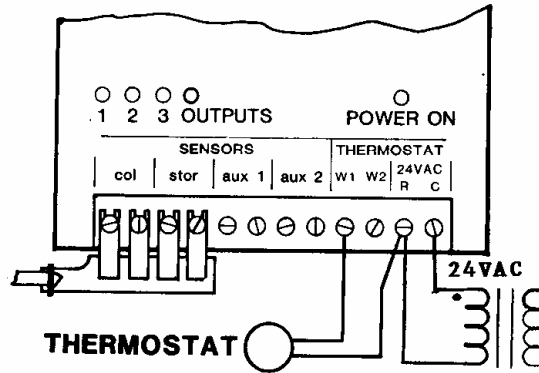 1 2 3 OUTPUTS
POWER ON
SENSORS
THERMOSTAT
col stor aux 1 aux 2 W1 W2 24VAC
R C
24VAC
THERMOSTAT